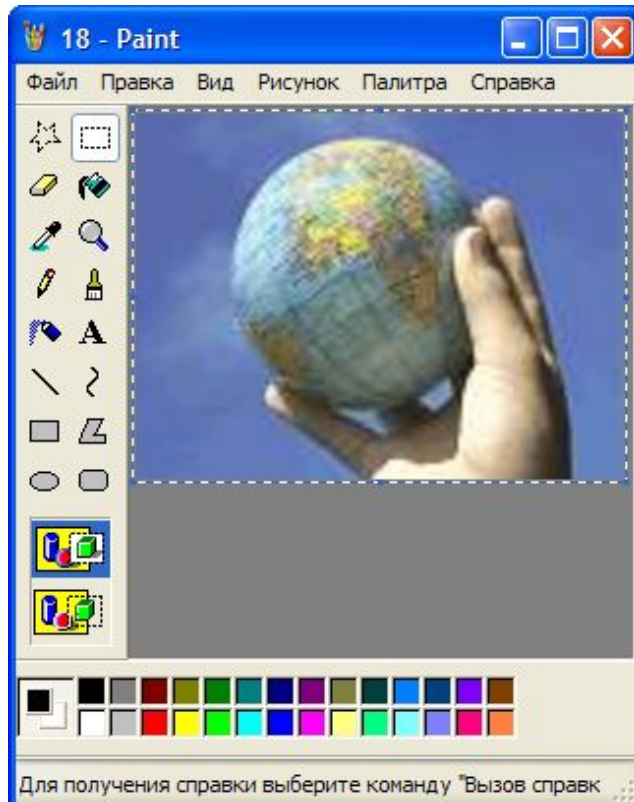 18 - Paint
Файл Правка Вид Рисунок Палитра Справка
A
Для получения справки выберите команду "Вызов справк